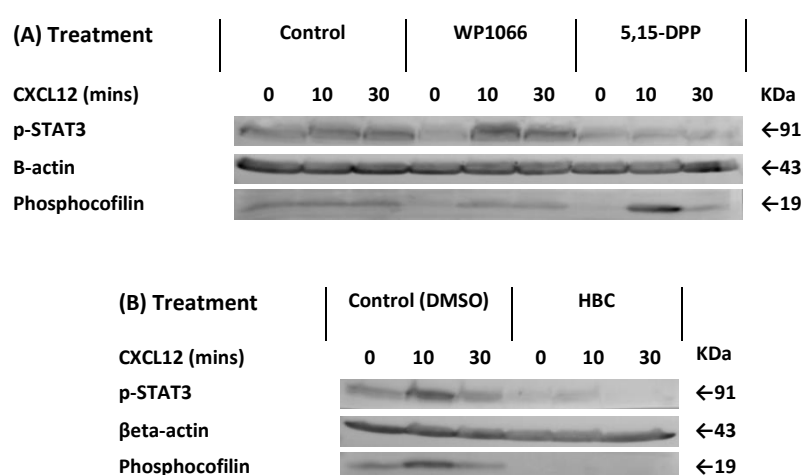 (A) Treatment Control WP1066 5,15-DPP
CXCL12 (mins) 0 10 30 0 10 30 0 10 30 KDa
p-STAT3 ←91
B-actin ←43
Phosphocofilin ←19
(B) Treatment Control (DMSO) HBC
CXCL12 (mins) 0 10 30 0 10 30 KDa
p-STAT3 ←91
βeta-actin ←43
Phosphocofilin ←19